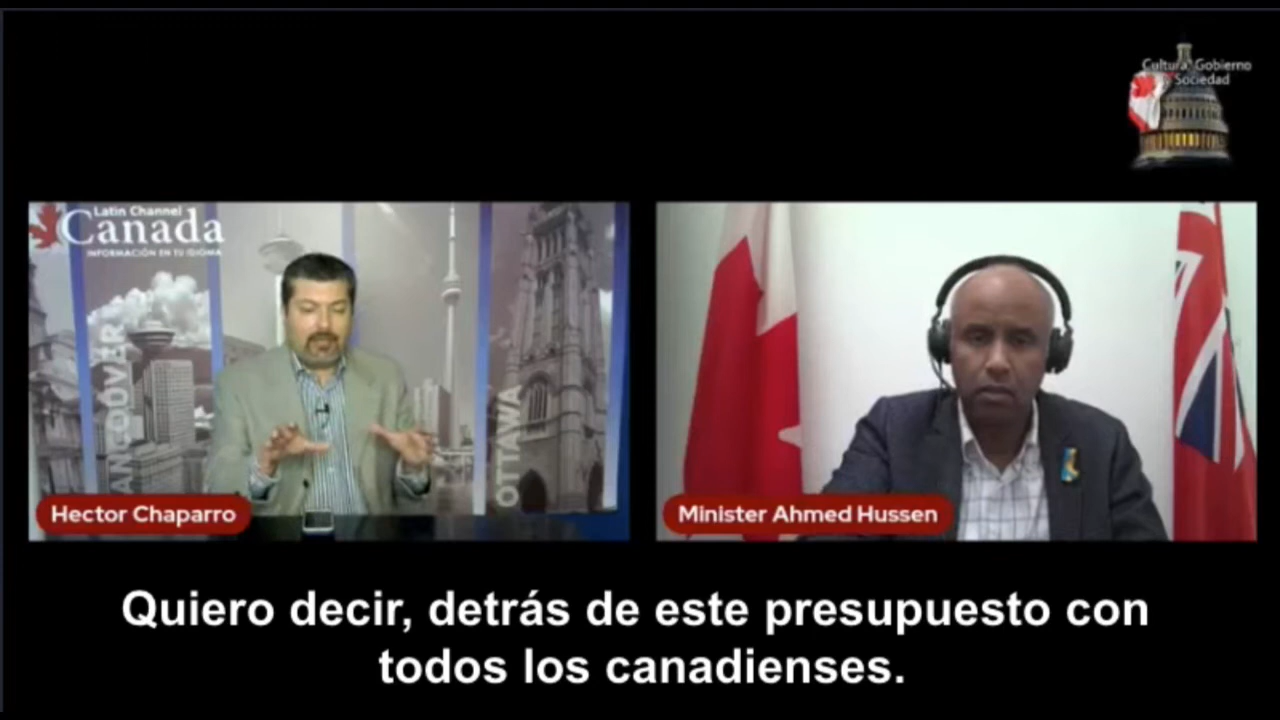 Cultura, Gobierno
y Sociedad
Latin Channel
Canada
INFORMACIÓN EN TU IDIOMA
VANCOUVER
OTTAWA
Hector Chaparro
Minister Ahmed Hussen
Quiero decir, detrás de este presupuesto con
todos los canadienses.